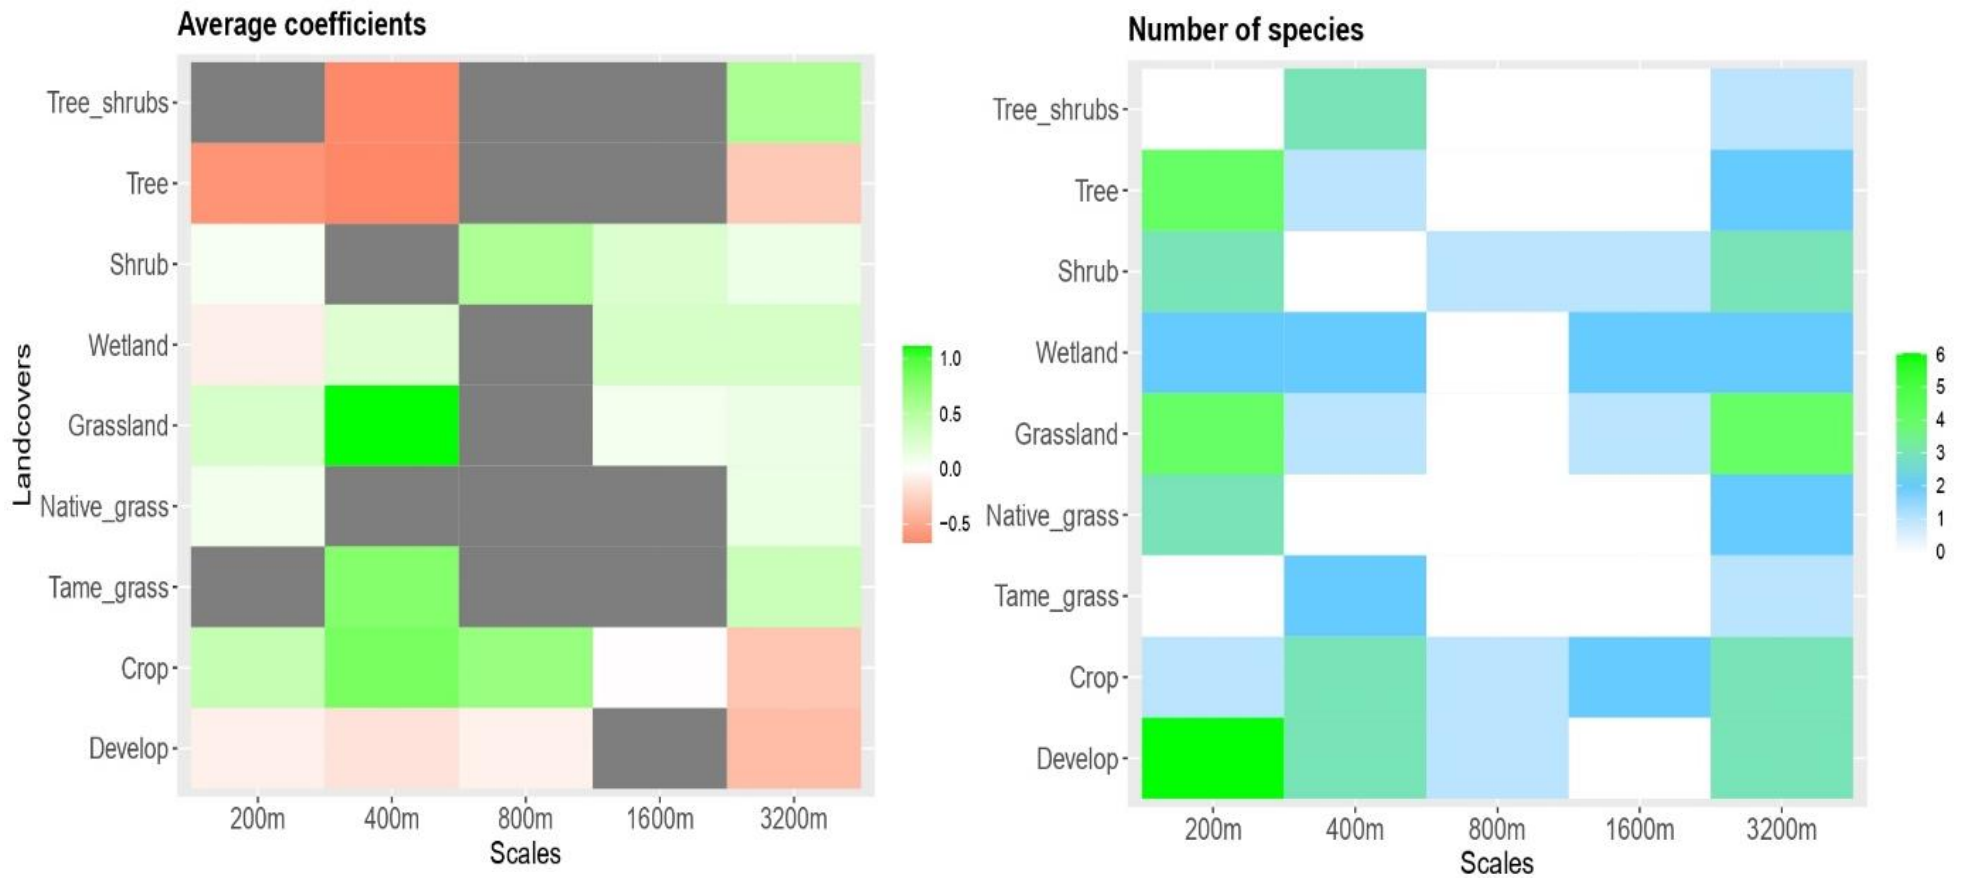 Average coefficients
Tree_shrubs
Tree
Shrub
Wetland
Grassland
Native_grass
Tame_grass
Crop
Develop
Landcovers
200m 400m 800m 1600m 3200m
Scales
1.0
0.5
0.0
−0.5
Number of species
Tree_shrubs
Tree
Shrub
Wetland
Grassland
Native_grass
Tame_grass
Crop
Develop
200m 400m 800m 1600m 3200m
Scales
6
5
4
3
2
1
0